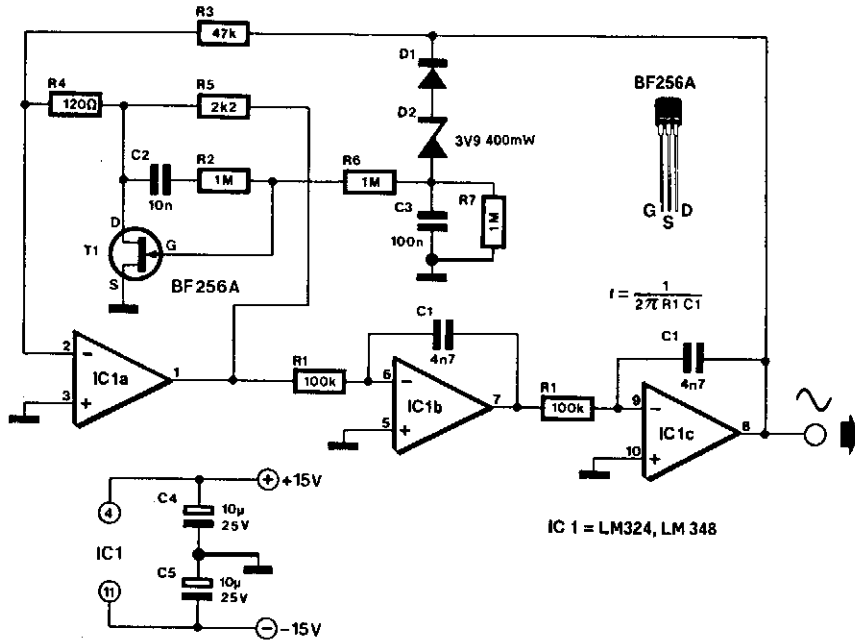 R3
47k
R4
120Ω
R5
2k2
D1
D2
3V9 400mW
BF256A
G S D
C2
10n
R2
1M
R6
1M
C3
100n
R7
1M
D
G
S
T1
BF256A
f = 1 / 2π R1 C1
2
3
−
+
IC1a
1
R1
100k
C1
4n7
6
5
−
+
IC1b
7
R1
100k
C1
4n7
9
10
−
+
IC1c
8
IC 1 = LM324, LM 348
4
IC1
11
C4
10µ
25V
C5
10µ
25V
+ +15V
− −15V